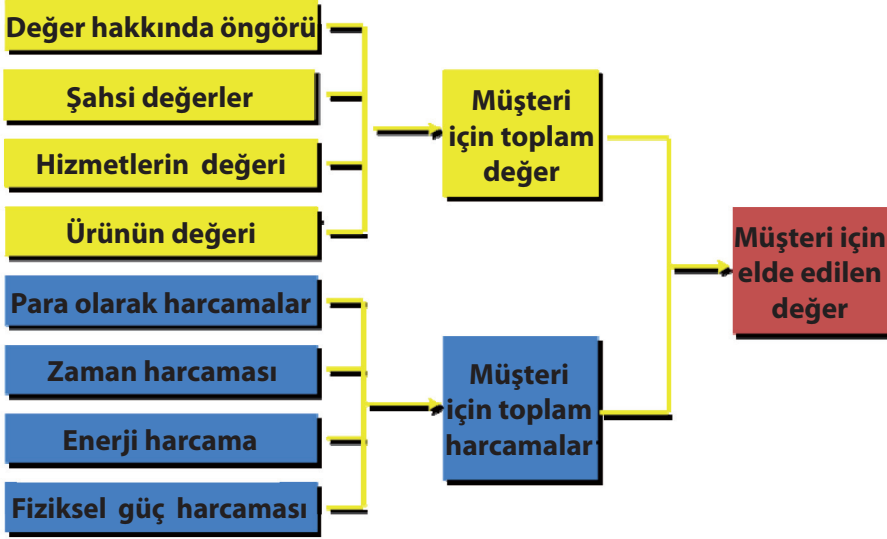 Değer hakkında öngörü
Şahsi değerler
Hizmetlerin değeri
Ürünün değeri
Müşteri
için toplam
değer
Para olarak harcamalar
Zaman harcaması
Enerji harcama
Fiziksel güç harcaması
Müşteri
için toplam
harcamalar
Müşteri için
elde edilen
değer